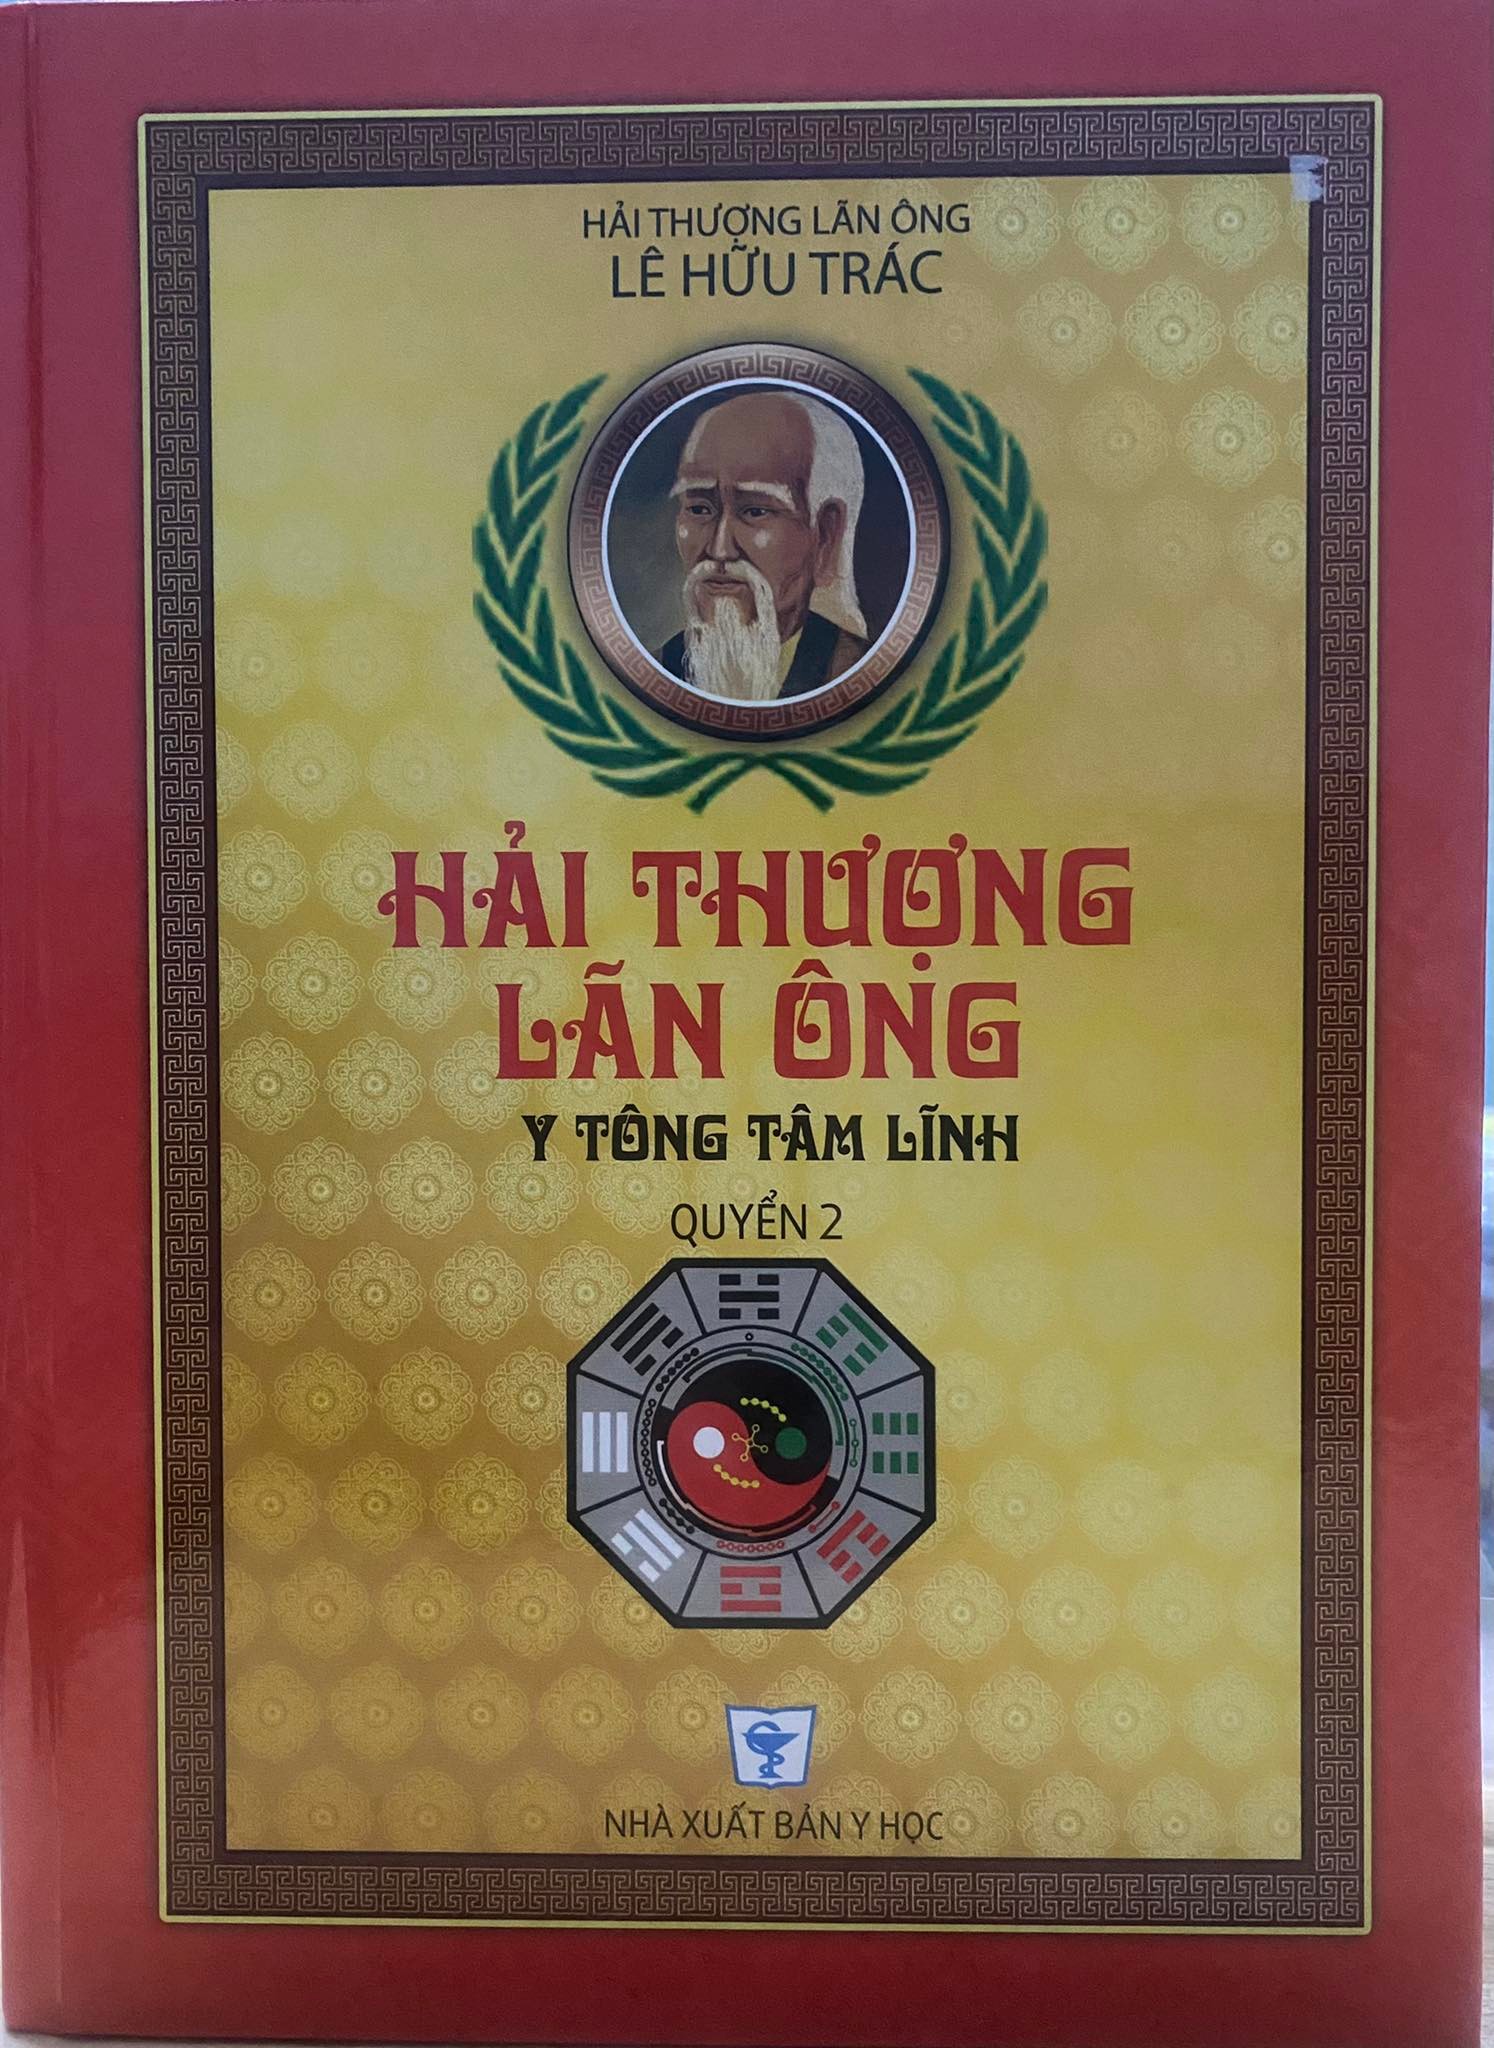 HẢI THƯỢNG LÃN ÔNG
LÊ HỮU TRÁC
HẢI THƯỢNG
LÃN ÔNG
Y TÔNG TÂM LĨNH
QUYỂN 2
NHÀ XUẤT BẢN Y HỌC